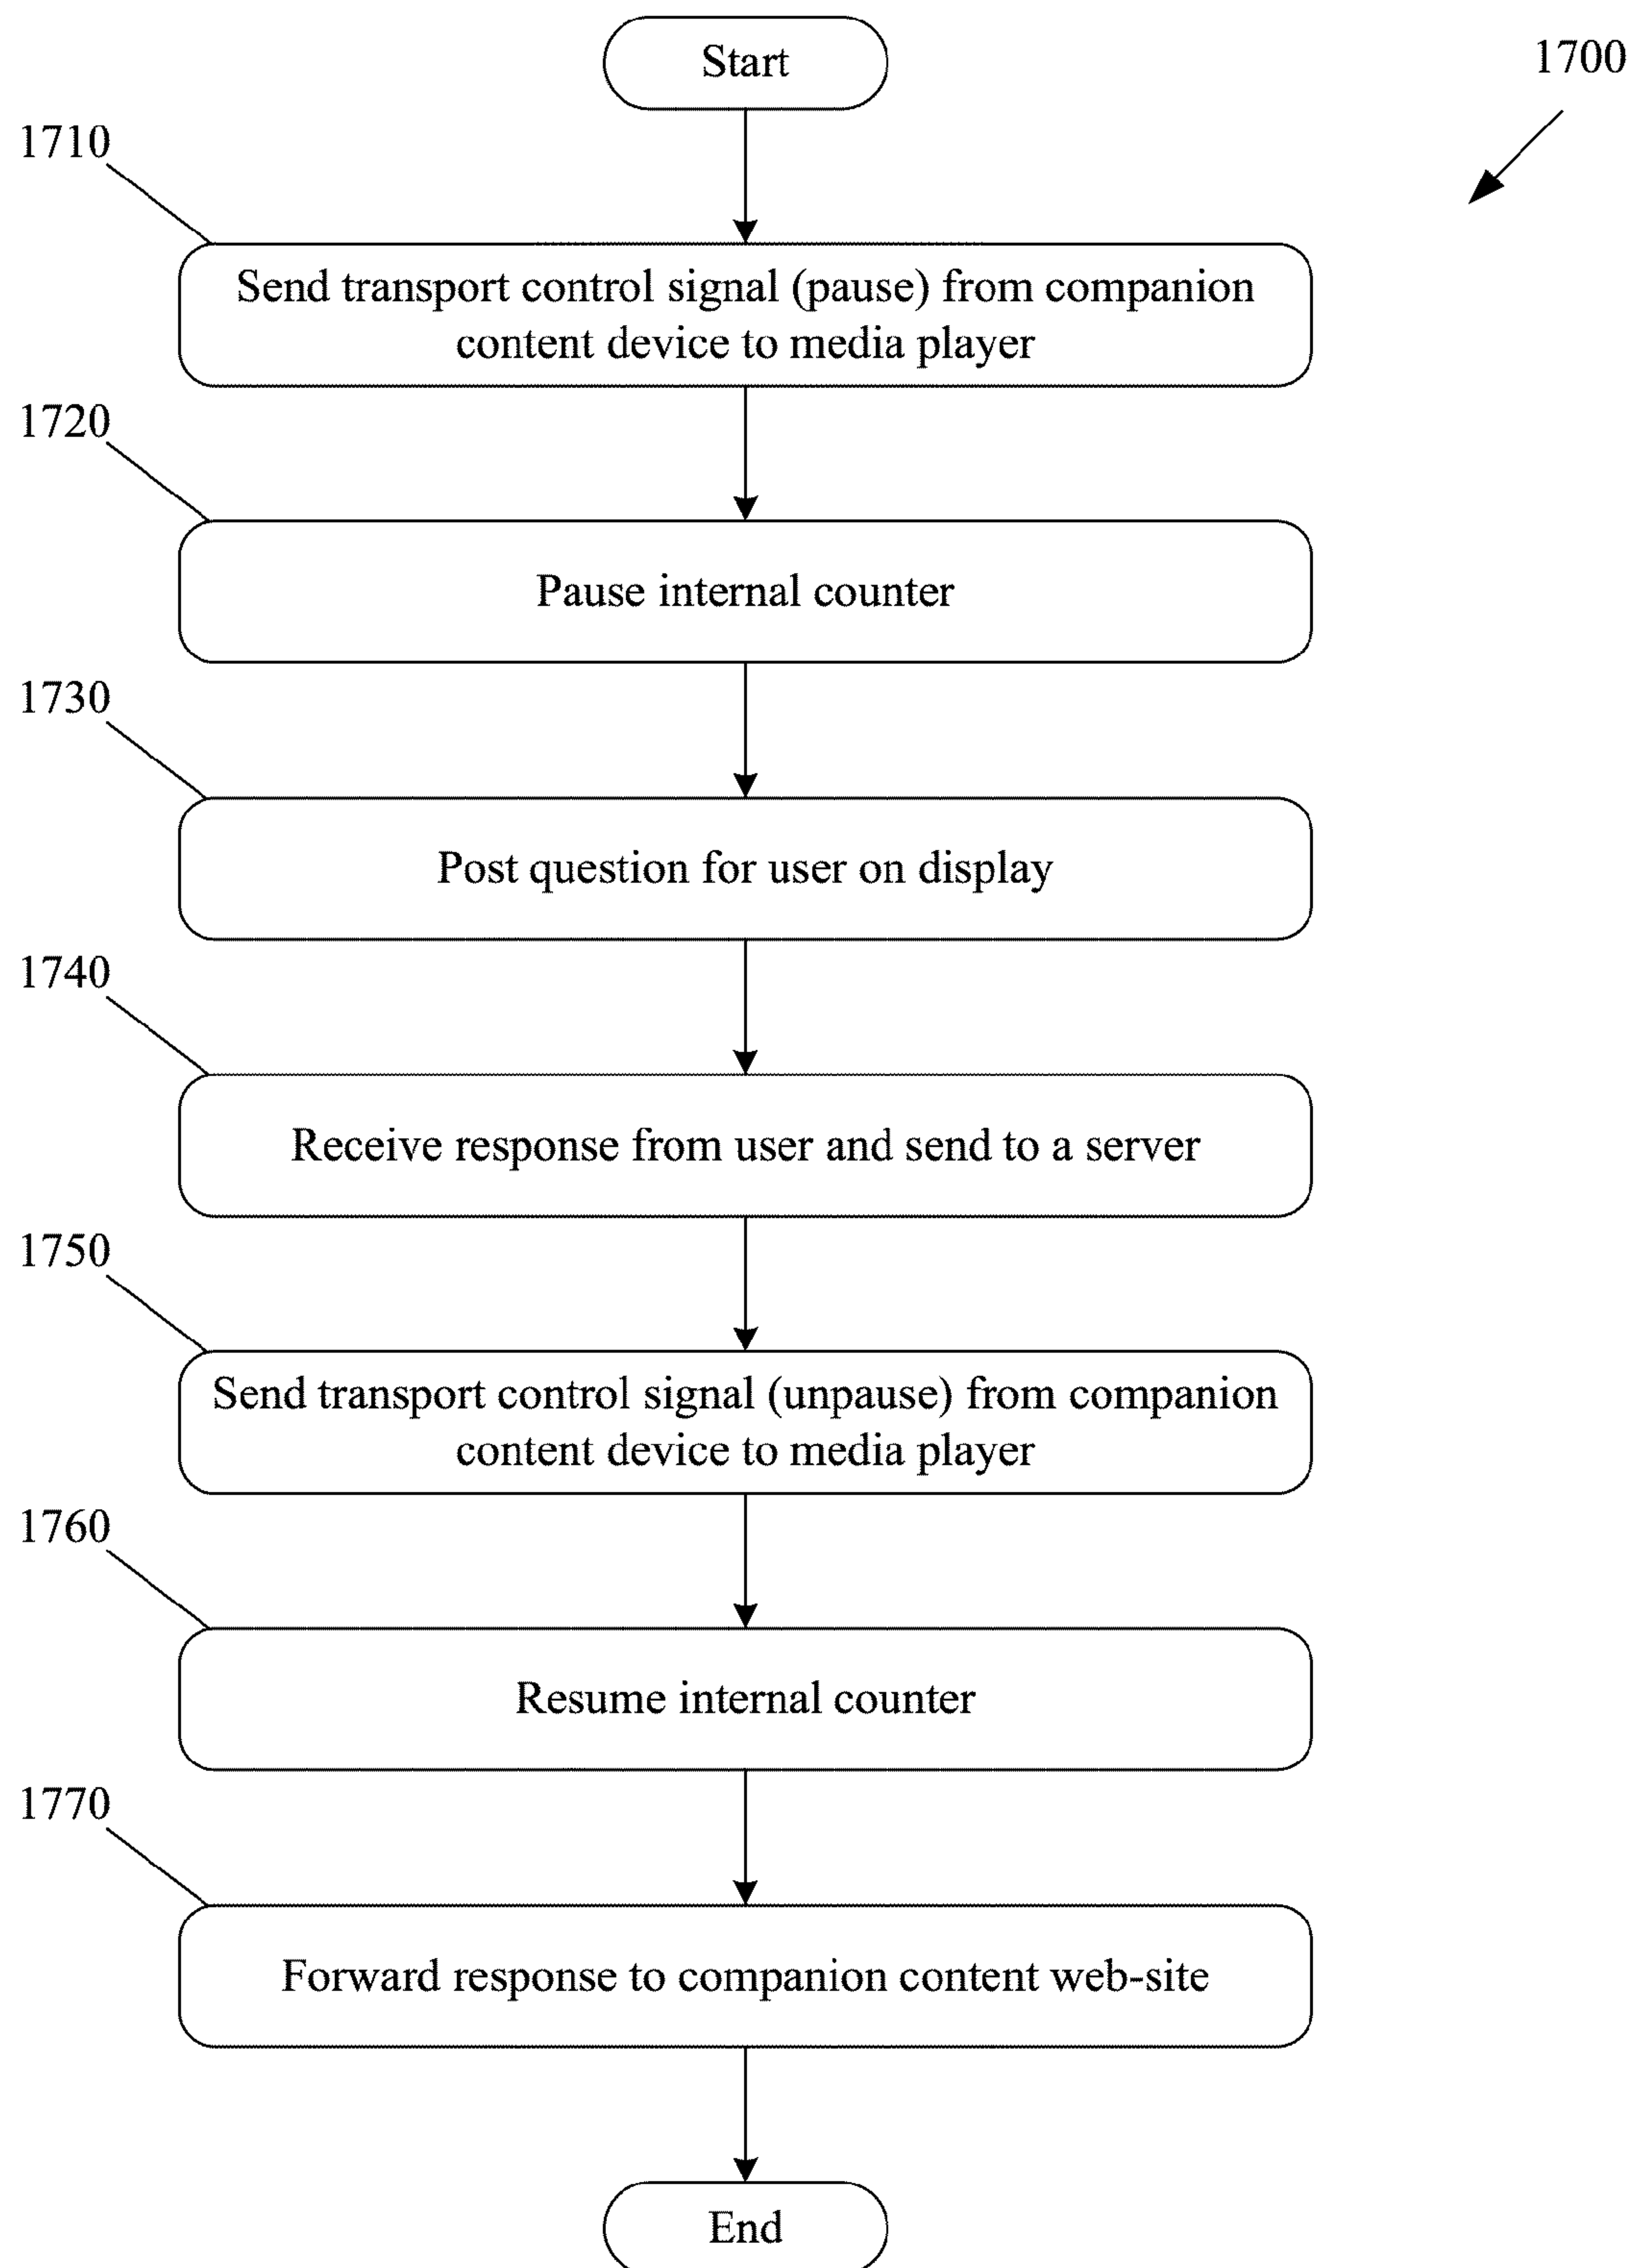 Start
1700
1710
Send transport control signal (pause) from companion
content device to media player
1720
Pause internal counter
1730
Post question for user on display
1740
Receive response from user and send to a server
1750
Send transport control signal (unpause) from companion
content device to media player
1760
Resume internal counter
1770
Forward response to companion content web-site
End